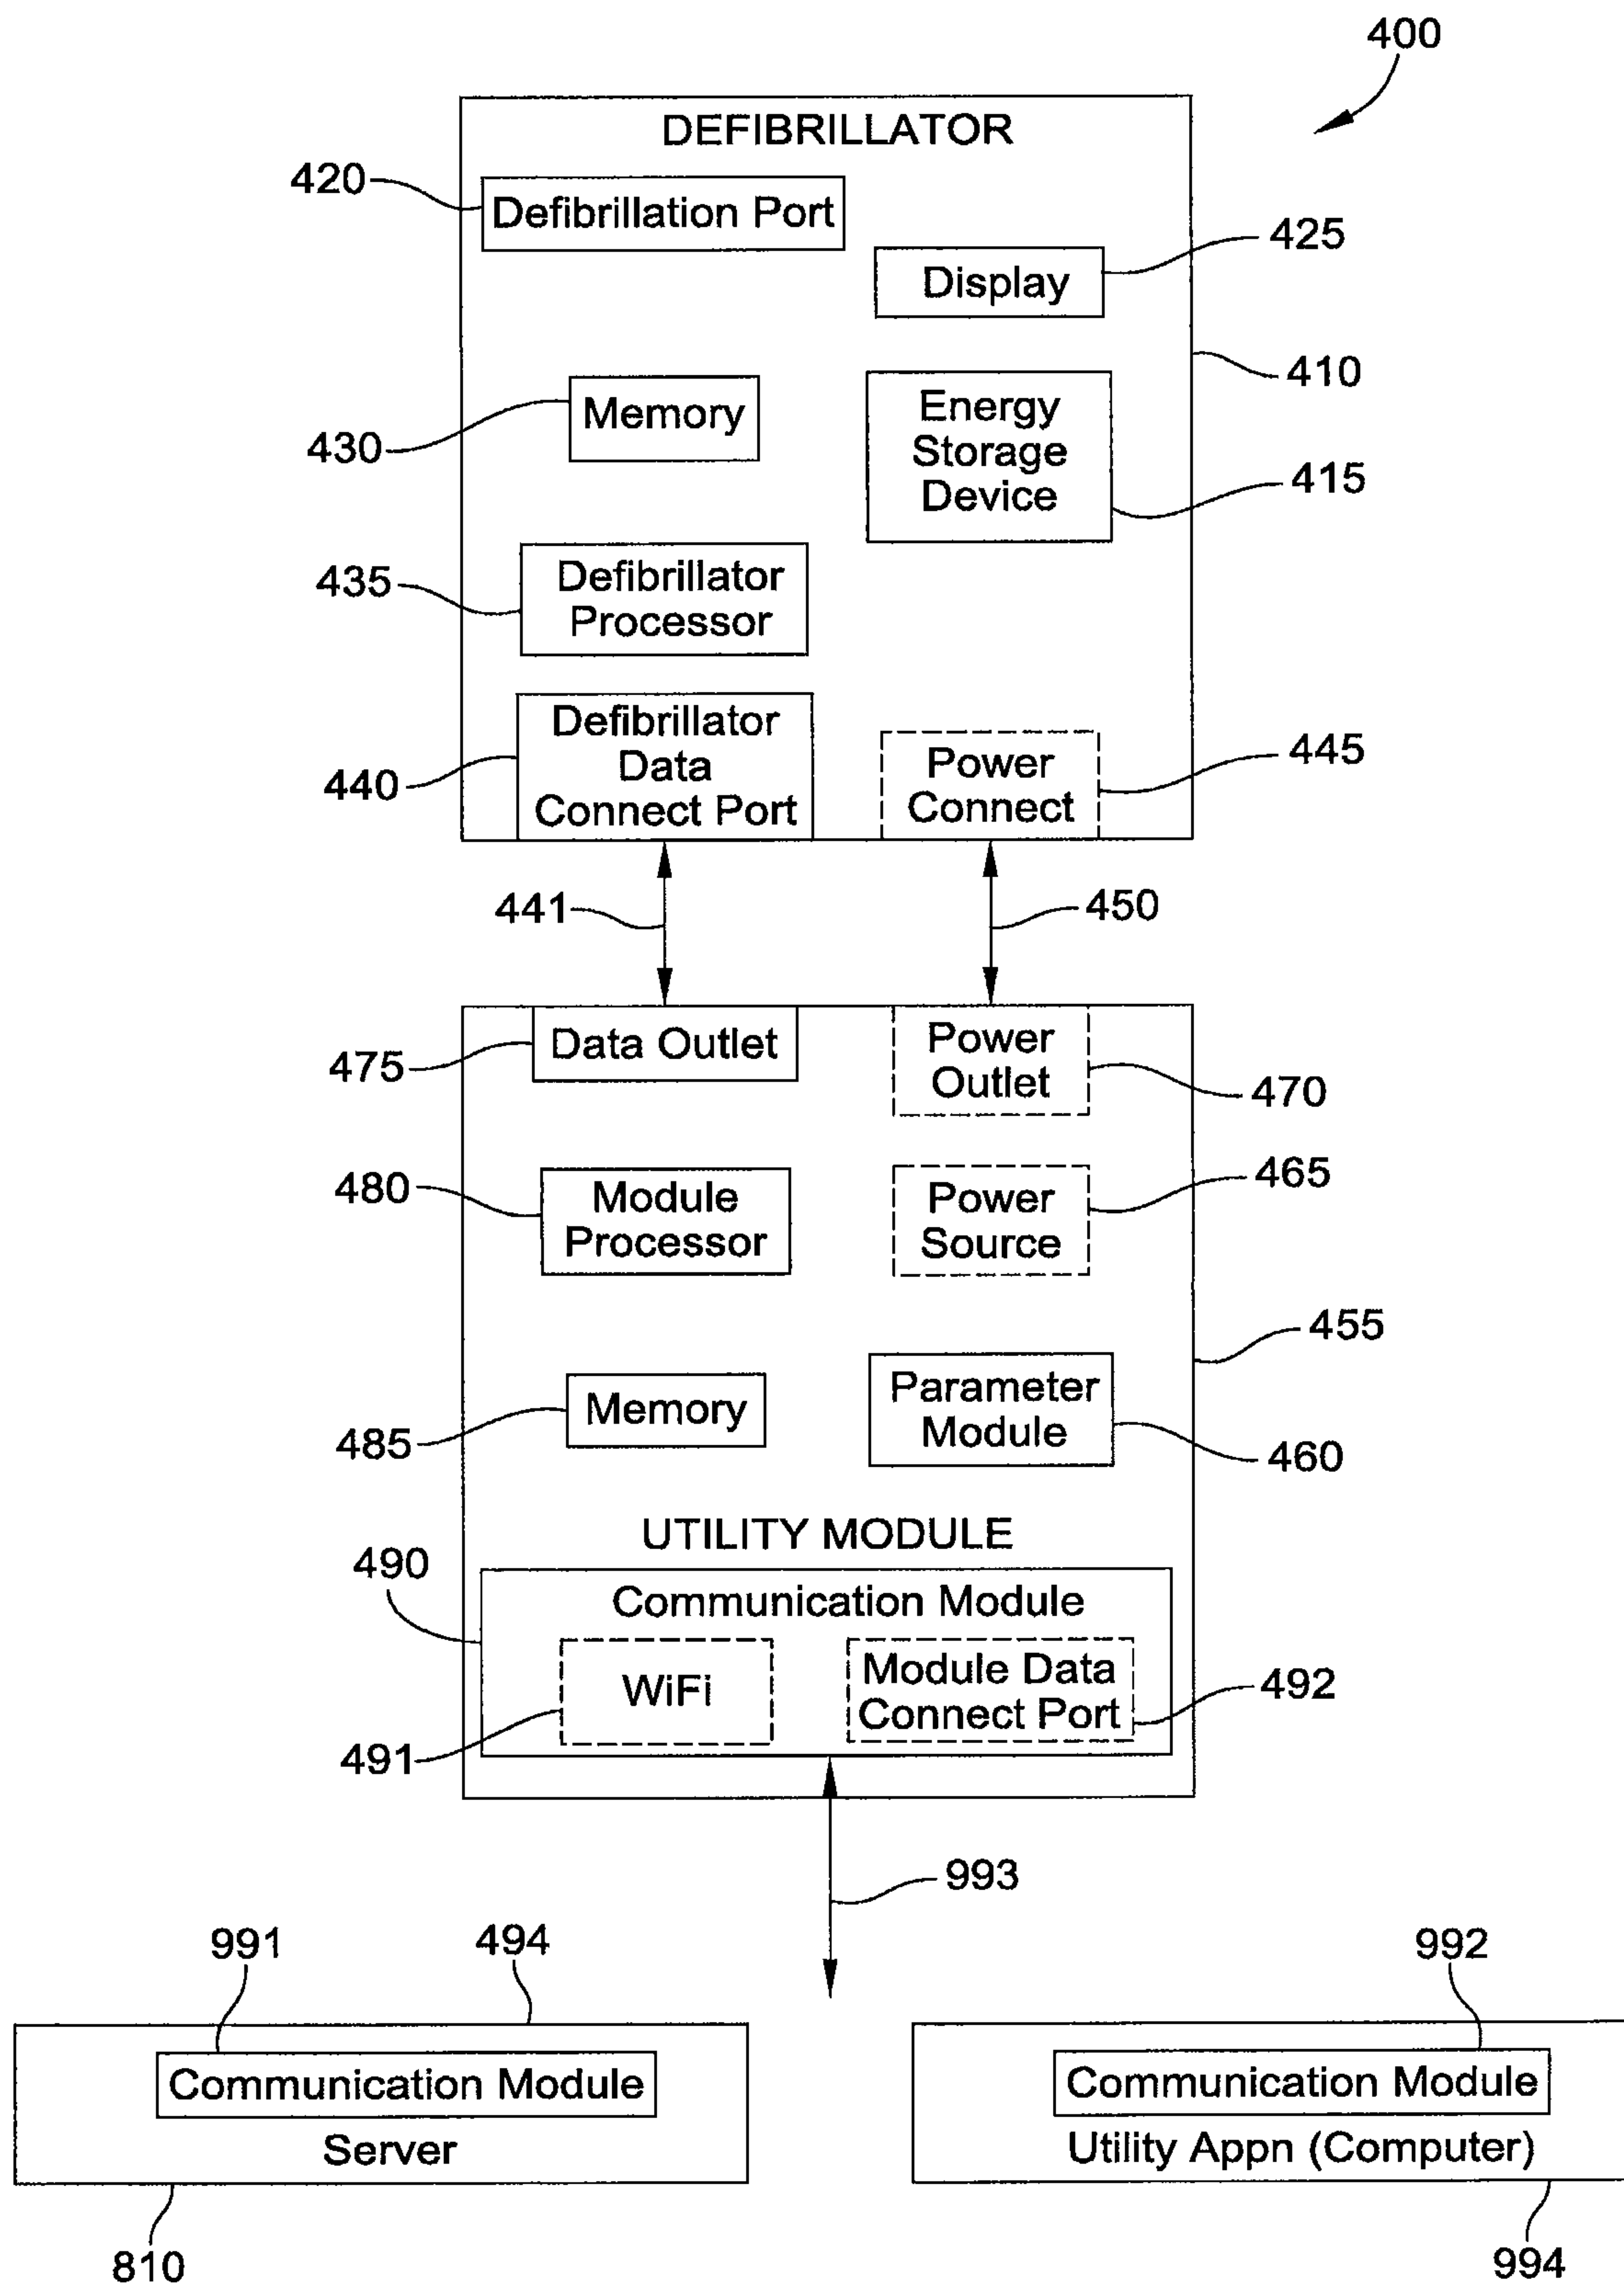 400
DEFIBRILLATOR
420
Defibrillation Port
425
Display
410
430
Memory
Energy
Storage
Device
415
435
Defibrillator
Processor
440
Defibrillator
Data
Connect Port
Power
Connect
445
441
450
475
Data Outlet
Power
Outlet
470
480
Module
Processor
Power
Source
465
455
485
Memory
Parameter
Module
460
UTILITY MODULE
490
Communication Module
WiFi
491
Module Data
Connect Port
492
993
991
494
992
Communication Module
Server
810
Communication Module
Utility Appn (Computer)
994